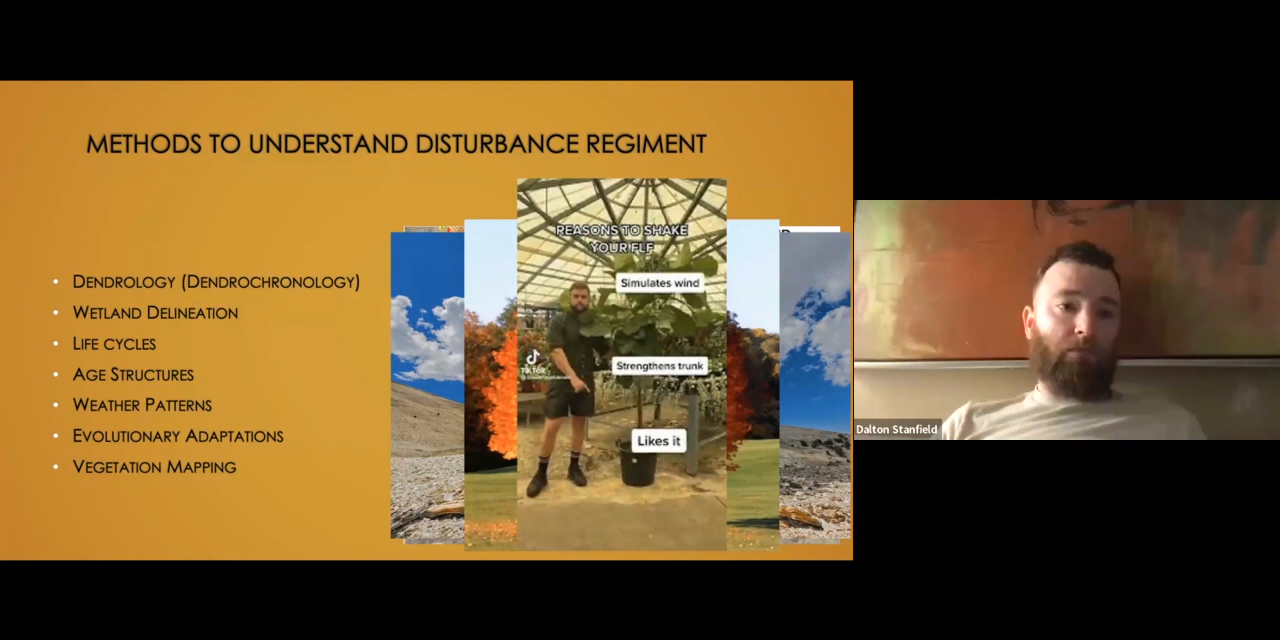 METHODS TO UNDERSTAND DISTURBANCE REGIMENT
DENDROLOGY (DENDROCHRONOLOGY)
WETLAND DELINEATION
LIFE CYCLES
AGE STRUCTURES
WEATHER PATTERNS
EVOLUTIONARY ADAPTATIONS
VEGETATION MAPPING
REASONS TO SHAKE
YOUR FLF
Simulates wind
Strengthens trunk
Likes it
TikTok
Dalton Stanfield